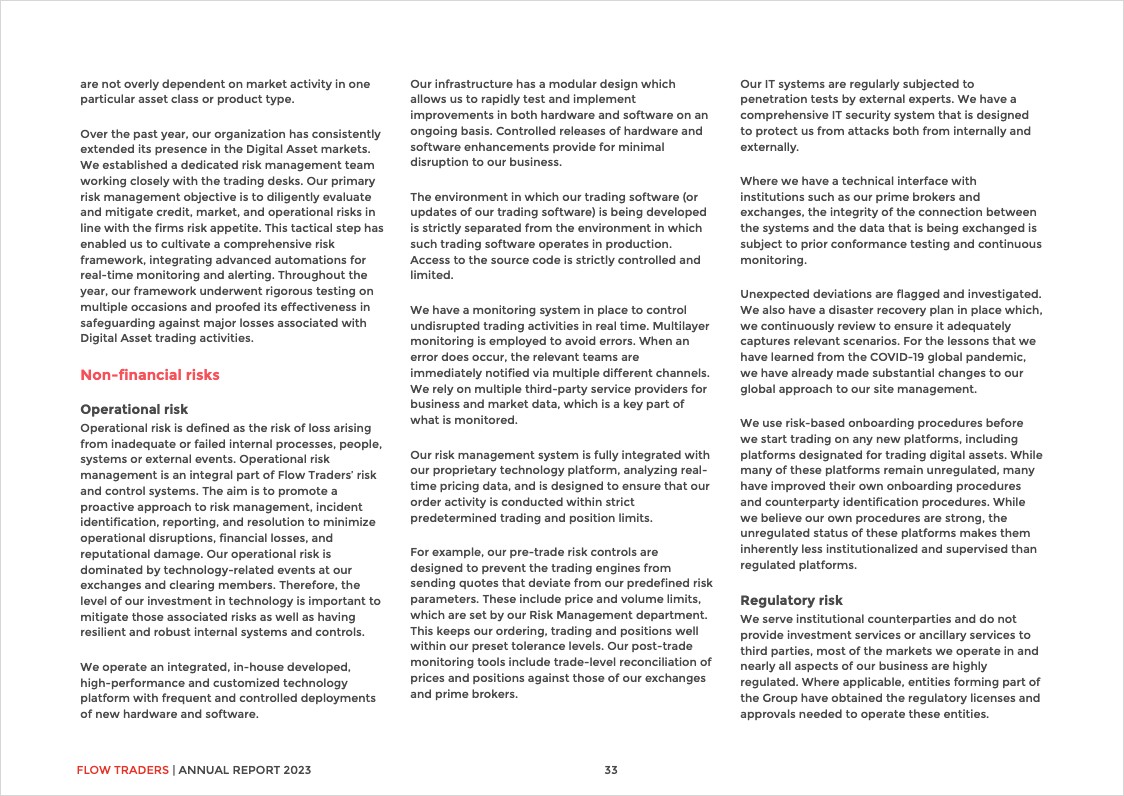 are not overly dependent on market activity in one
particular asset class or product type.
Over the past year, our organization has consistently
extended its presence in the Digital Asset markets.
We established a dedicated risk management team
working closely with the trading desks. Our primary
risk management objective is to diligently evaluate
and mitigate credit, market, and operational risks in
line with the firms risk appetite. This tactical step has
enabled us to cultivate a comprehensive risk
framework, integrating advanced automations for
real-time monitoring and alerting. Throughout the
year, our framework underwent rigorous testing on
multiple occasions and proofed its effectiveness in
safeguarding against major losses associated with
Digital Asset trading activities.
Non-financial risks
Operational risk
Operational risk is defined as the risk of loss arising
from inadequate or failed internal processes, people,
systems or external events. Operational risk
management is an integral part of Flow Traders' risk
and control systems. The aim is to promote a
proactive approach to risk management, incident
identification, reporting, and resolution to minimize
operational disruptions, financial losses, and
reputational damage. Our operational risk is
dominated by technology-related events at our
exchanges and clearing members. Therefore, the
level of our investment in technology is important to
mitigate those associated risks as well as having
resilient and robust internal systems and controls.
We operate an integrated, in-house developed,
high-performance and customized technology
platform with frequent and controlled deployments
of new hardware and software.
Our infrastructure has a modular design which
allows us to rapidly test and implement
improvements in both hardware and software on an
ongoing basis. Controlled releases of hardware and
software enhancements provide for minimal
disruption to our business.
The environment in which our trading software (or
updates of our trading software) is being developed
is strictly separated from the environment in which
such trading software operates in production.
Access to the source code is strictly controlled and
limited.
We have a monitoring system in place to control
undisrupted trading activities in real time. Multilayer
monitoring is employed to avoid errors. When an
error does occur, the relevant teams are
immediately notified via multiple different channels.
We rely on multiple third-party service providers for
business and market data, which is a key part of
what is monitored.
Our risk management system is fully integrated with
our proprietary technology platform, analyzing real-
time pricing data, and is designed to ensure that our
order activity is conducted within strict
predetermined trading and position limits.
For example, our pre-trade risk controls are
designed to prevent the trading engines from
sending quotes that deviate from our predefined risk
parameters. These include price and volume limits,
which are set by our Risk Management department.
This keeps our ordering, trading and positions well
within our preset tolerance levels. Our post-trade
monitoring tools include trade-level reconciliation of
prices and positions against those of our exchanges
and prime brokers.
Our IT systems are regularly subjected to
penetration tests by external experts. We have a
comprehensive IT security system that is designed
to protect us from attacks both from internally and
externally.
Where we have a technical interface with
institutions such as our prime brokers and
exchanges, the integrity of the connection between
the systems and the data that is being exchanged is
subject to prior conformance testing and continuous
monitoring.
Unexpected deviations are flagged and investigated.
We also have a disaster recovery plan in place which,
we continuously review to ensure it adequately
captures relevant scenarios. For the lessons that we
have learned from the COVID-19 global pandemic,
we have already made substantial changes to our
global approach to our site management.
We use risk-based onboarding procedures before
we start trading on any new platforms, including
platforms designated for trading digital assets. While
many of these platforms remain unregulated, many
have improved their own onboarding procedures
and counterparty identification procedures. While
we believe our own procedures are strong, the
unregulated status of these platforms makes them
inherently less institutionalized and supervised than
regulated platforms.
Regulatory risk
We serve institutional counterparties and do not
provide investment services or ancillary services to
third parties, most of the markets we operate in and
nearly all aspects of our business are highly
regulated. Where applicable, entities forming part of
the Group have obtained the regulatory licenses and
approvals needed to operate these entities.
FLOW TRADERS | ANNUAL REPORT 2023
33